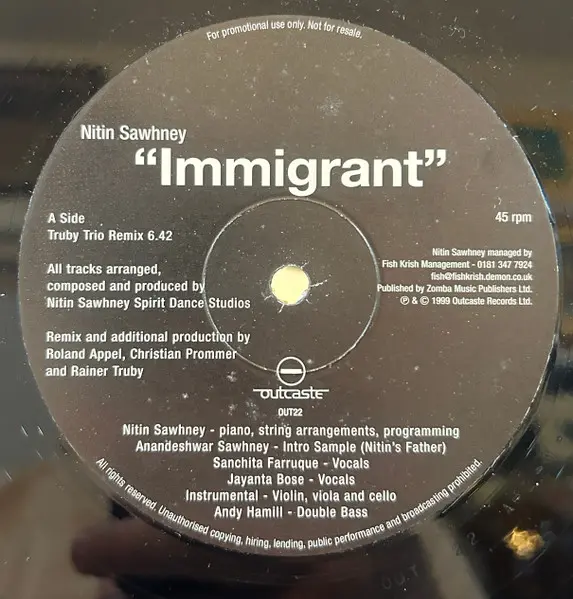 For promotional use only. Not for resale.
Nitin Sawhney
“Immigrant”
A Side
Truby Trio Remix 6.42
45 rpm
All tracks arranged,
composed and produced by
Nitin Sawhney Spirit Dance Studios
Nitin Sawhney managed by
Fish Krish Management - 0181 347 7924
fish@fishkrish.demon.co.uk
Published by Zomba Music Publishers Ltd.
℗ & © 1999 Outcaste Records Ltd.
Remix and additional production by
Roland Appel, Christian Prommer
and Rainer Truby
outcaste
OUT22
Nitin Sawhney - piano, string arrangements, programming
Anandeshwar Sawhney - Intro Sample (Nitin's Father)
Sanchita Farruque - Vocals
Jayanta Bose - Vocals
Instrumental - Violin, viola and cello
Andy Hamill - Double Bass
All rights reserved. Unauthorised copying, hiring, lending, public performance and broadcasting prohibited.